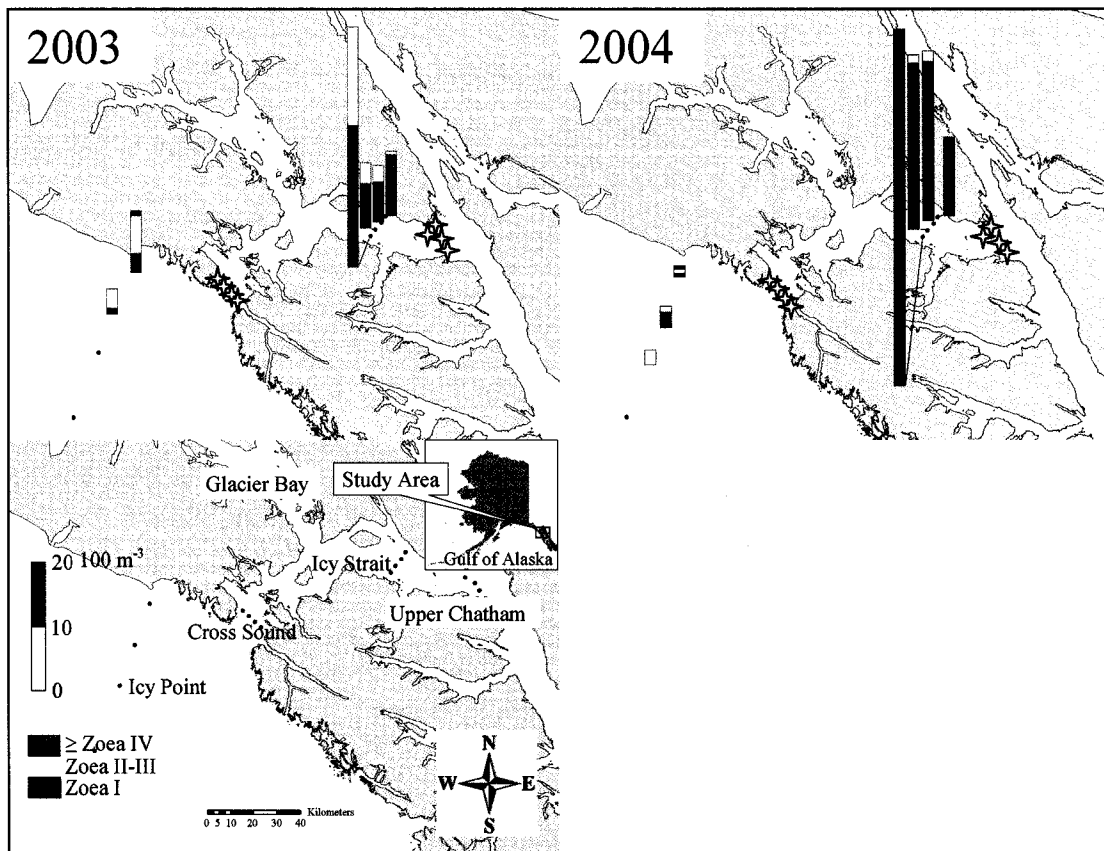 2003
2004
Glacier Bay
Study Area
Gulf of Alaska
20 100 m⁻³
10
0
Icy Strait
Upper Chatham
Cross Sound
Icy Point
≥ Zoea IV
Zoea II-III
Zoea I
N
W E
S
0 5 10 20 30 40 Kilometers